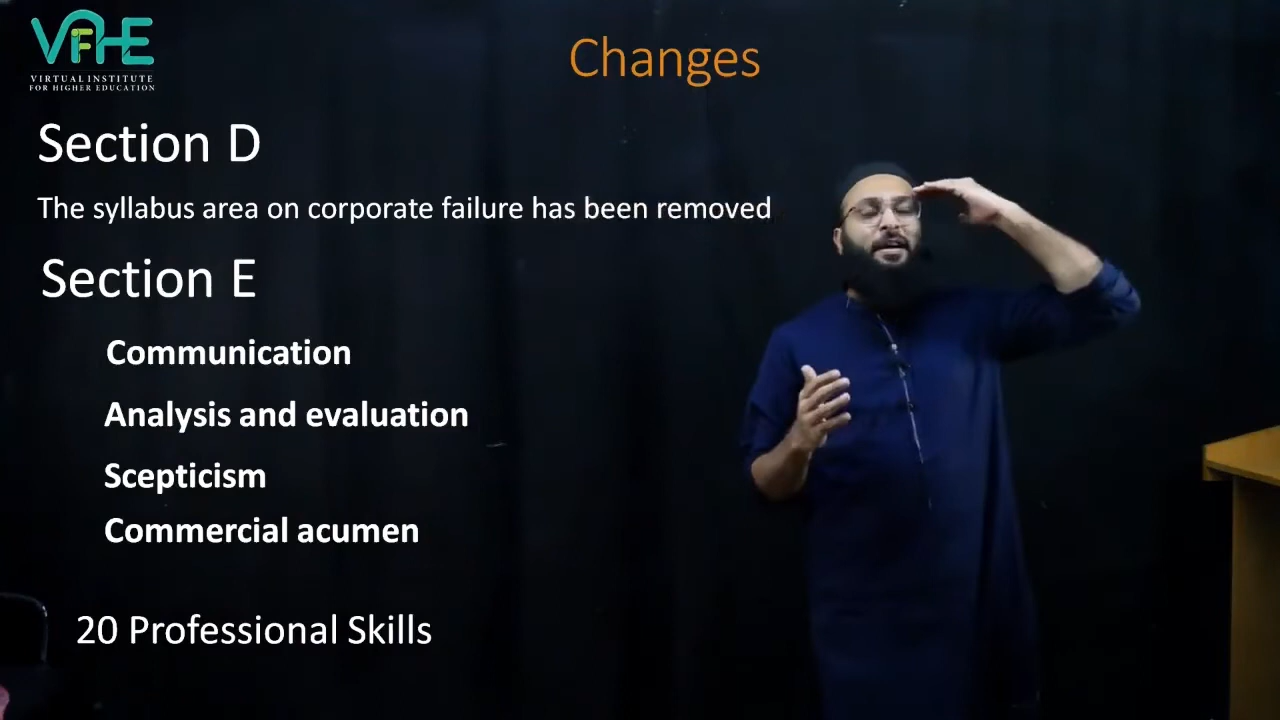 VIFHE
VIRTUAL INSTITUTE
FOR HIGHER EDUCATION
Changes
Section D
The syllabus area on corporate failure has been removed
Section E
Communication
Analysis and evaluation
Scepticism
Commercial acumen
20 Professional Skills